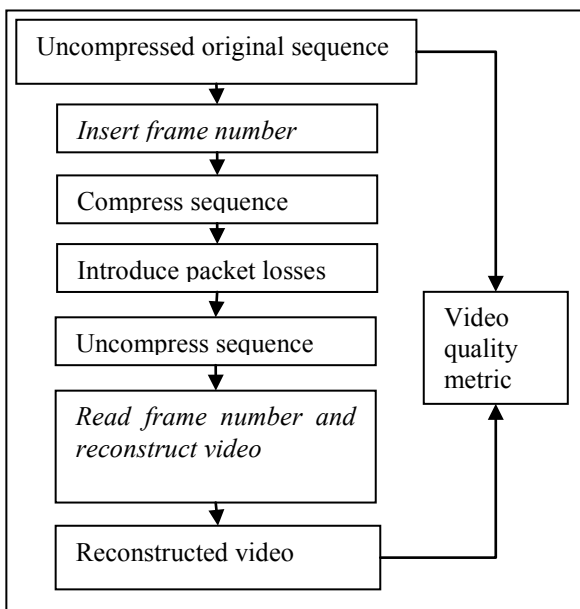 Uncompressed original sequence
Insert frame number
Compress sequence
Introduce packet losses
Uncompress sequence
Read frame number and
reconstruct video
Reconstructed video
Video
quality
metric